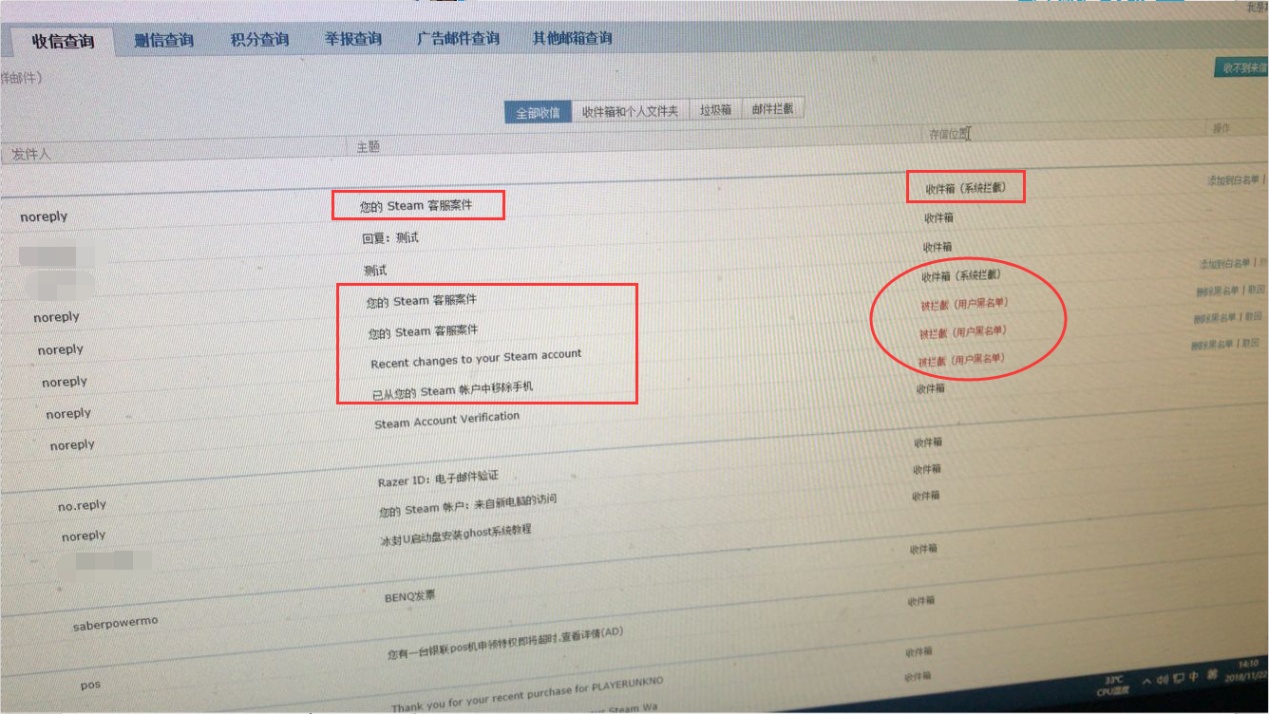 收信查询 删信查询 积分查询 举报查询 广告邮件查询 其他邮箱查询
邮件）
收不到来信
全部收信 收件箱和个人文件夹 垃圾箱 邮件拦截
发件人 主题 存信位置 操作
noreply 您的 Steam 客服案件 收件箱（系统拦截） 添加到白名单 |
回复：测试 收件箱
测试 收件箱
noreply 您的 Steam 客服案件 收件箱（系统拦截） 添加到白名单 |
noreply 您的 Steam 客服案件 被拦截（用户黑名单） 删除黑名单 | 取回
noreply Recent changes to your Steam account 被拦截（用户黑名单） 删除黑名单 | 取回
noreply 已从您的 Steam 帐户中移除手机 被拦截（用户黑名单） 删除黑名单 | 取回
noreply Steam Account Verification 收件箱
no.reply Razer ID：电子邮件验证 收件箱
noreply 您的 Steam 帐户：来自新电脑的访问 收件箱
冰封U启动盘安装ghost系统教程 收件箱
saberpowermo BENQ发票 收件箱
pos 您有一台银联pos机申领特权即将超时,查看详情(AD) 收件箱
Thank you for your recent purchase for PLAYERUNKNO 收件箱
Steam Wa 收件箱
33℃ 中 14:10
CPU温度 2018/11/22